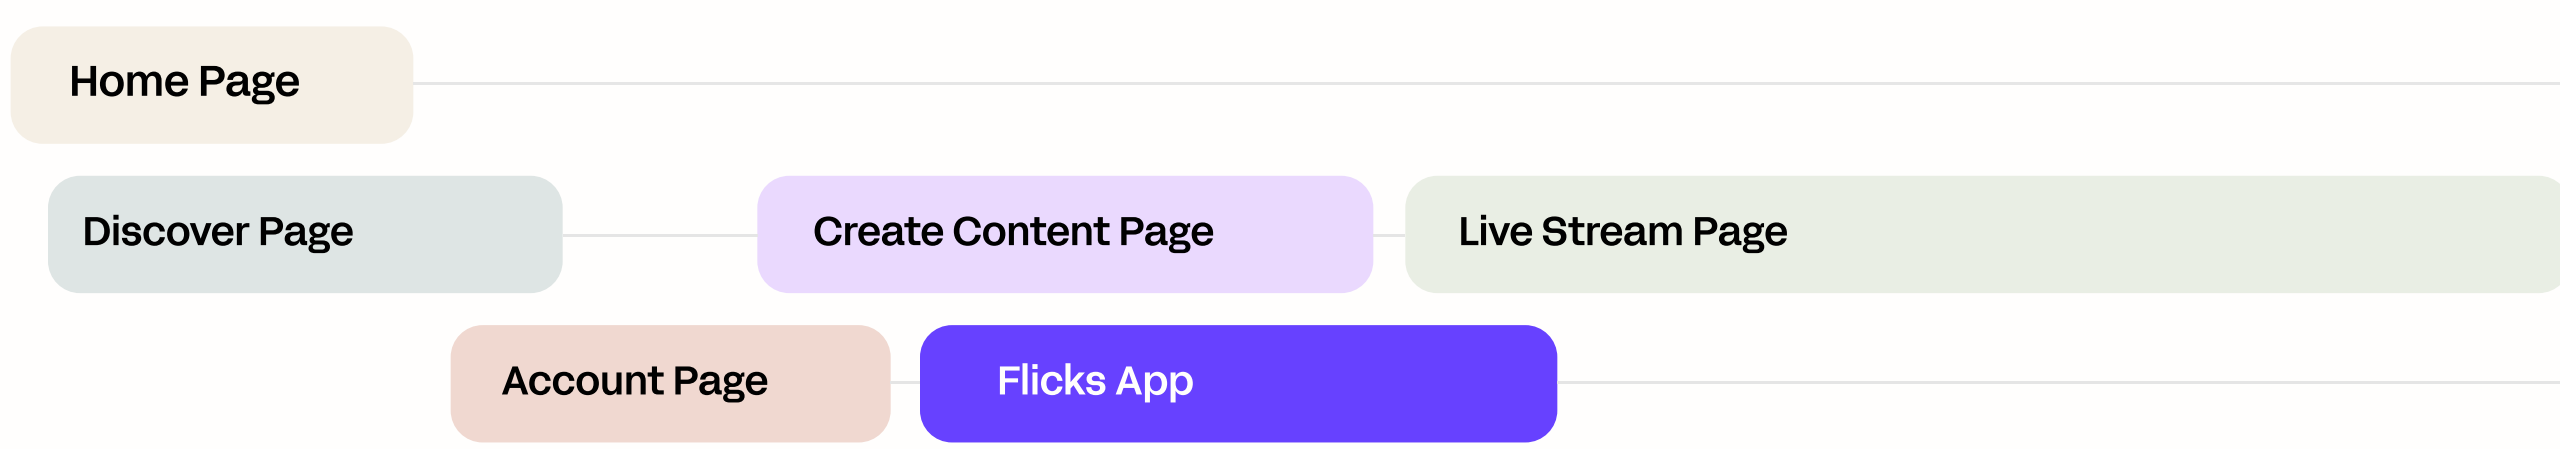 Home Page
Discover Page
Create Content Page
Live Stream Page
Account Page
Flicks App